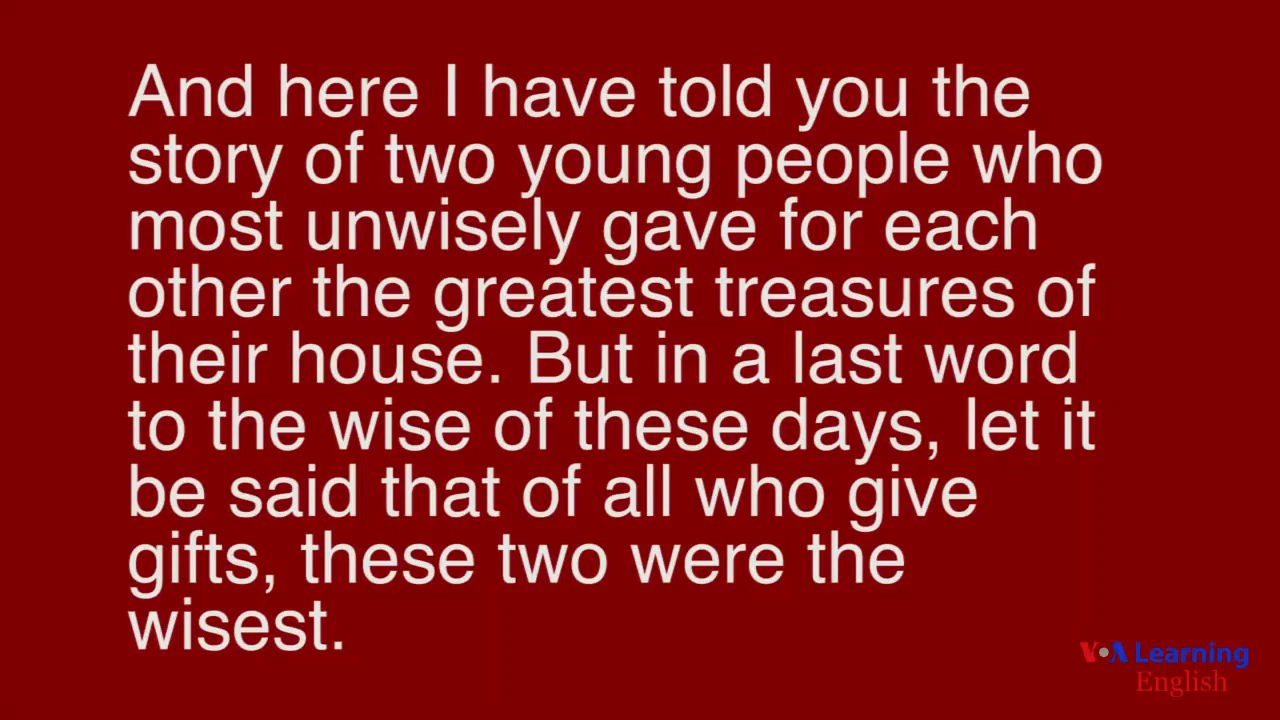 And here I have told you the
story of two young people who
most unwisely gave for each
other the greatest treasures of
their house. But in a last word
to the wise of these days, let it
be said that of all who give
gifts, these two were the
wisest.
VOA Learning
English